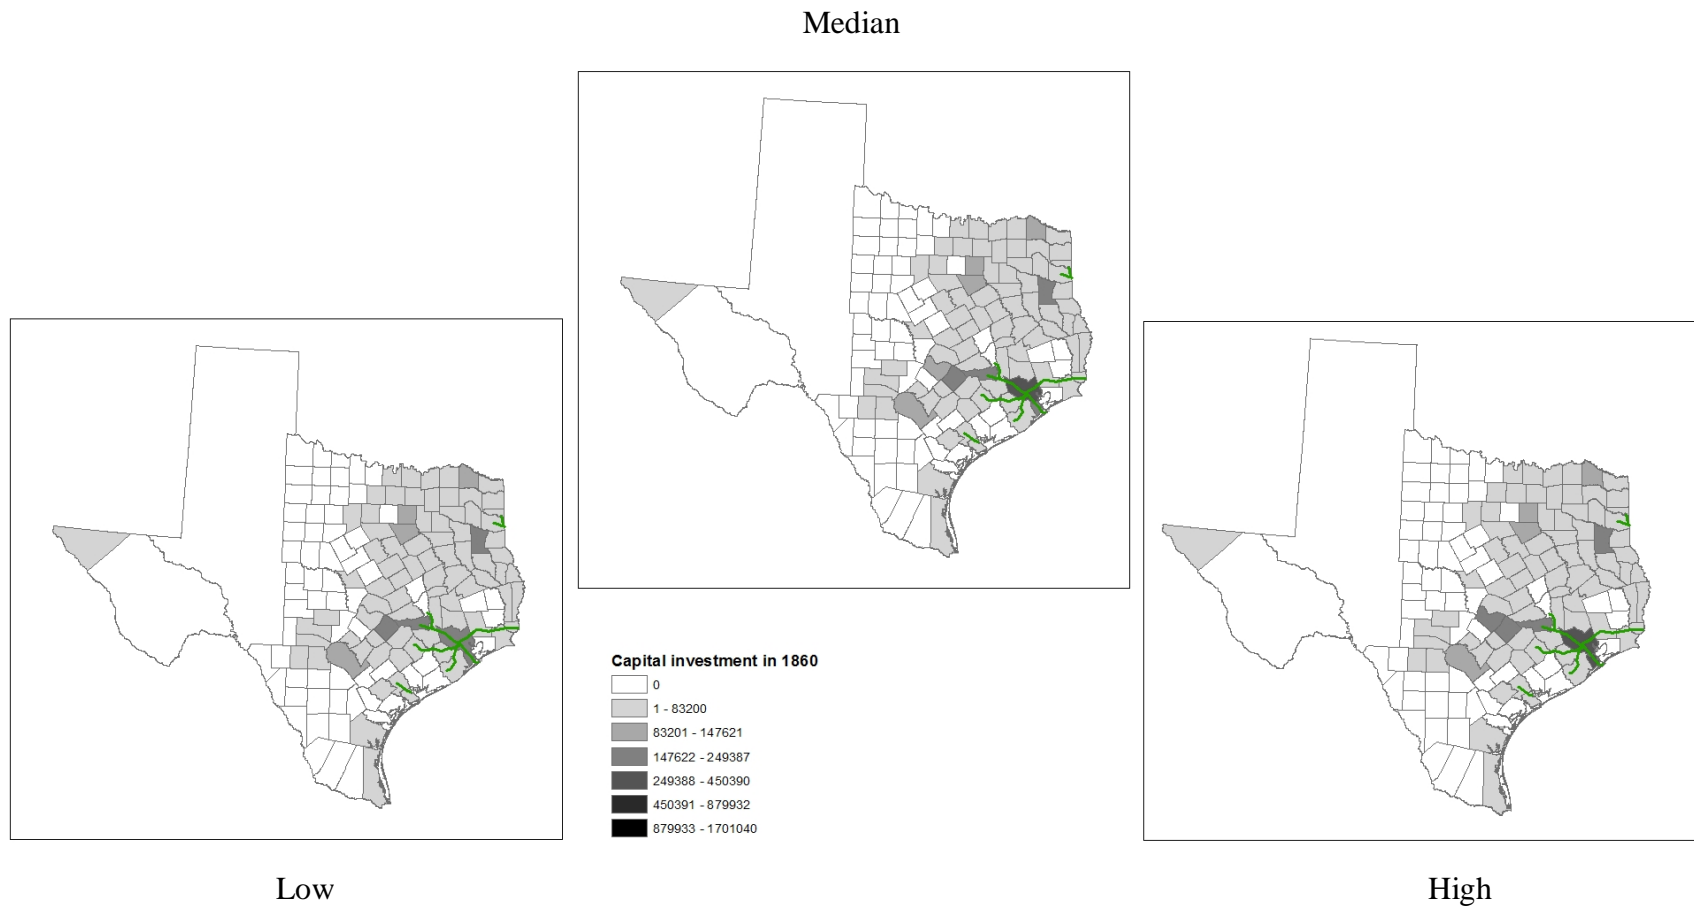 Median
Capital investment in 1860
0
1 - 83200
83201 - 147621
147622 - 249387
249388 - 450390
450391 - 879932
879933 - 1701040
Low
High